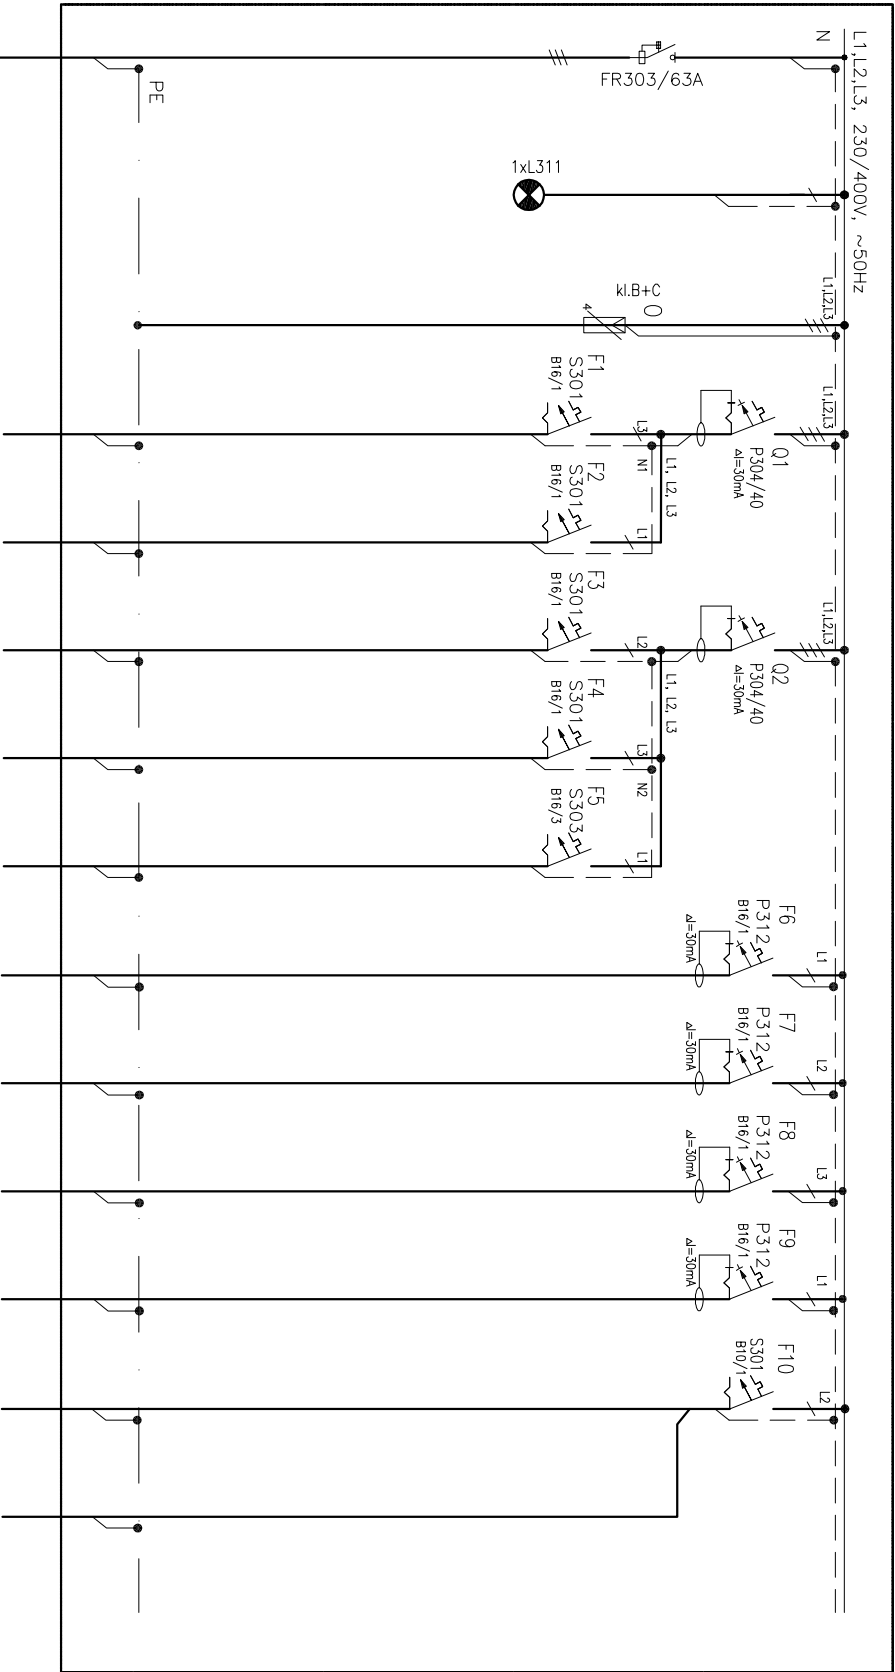 L1,L2,L3, 230/400V, ~50Hz
N
FR303/63A
PE
1xL311
L1,L2,L3
kl.B+C
O
4
L1,L2,L3
Q1
P304/40
ΔI=30mA
L1, L2, L3
N1
F1
S301
B16/1
L3
F2
S301
B16/1
L1
L1,L2,L3
Q2
P304/40
ΔI=30mA
L1, L2, L3
N2
F3
S301
B16/1
L2
F4
S301
B16/1
L3
F5
S303
B16/3
L1
F6
P312
B16/1
ΔI=30mA
L1
F7
P312
B16/1
ΔI=30mA
L2
F8
P312
B16/1
ΔI=30mA
L3
F9
P312
B16/1
ΔI=30mA
L1
F10
S301
B10/1
L2